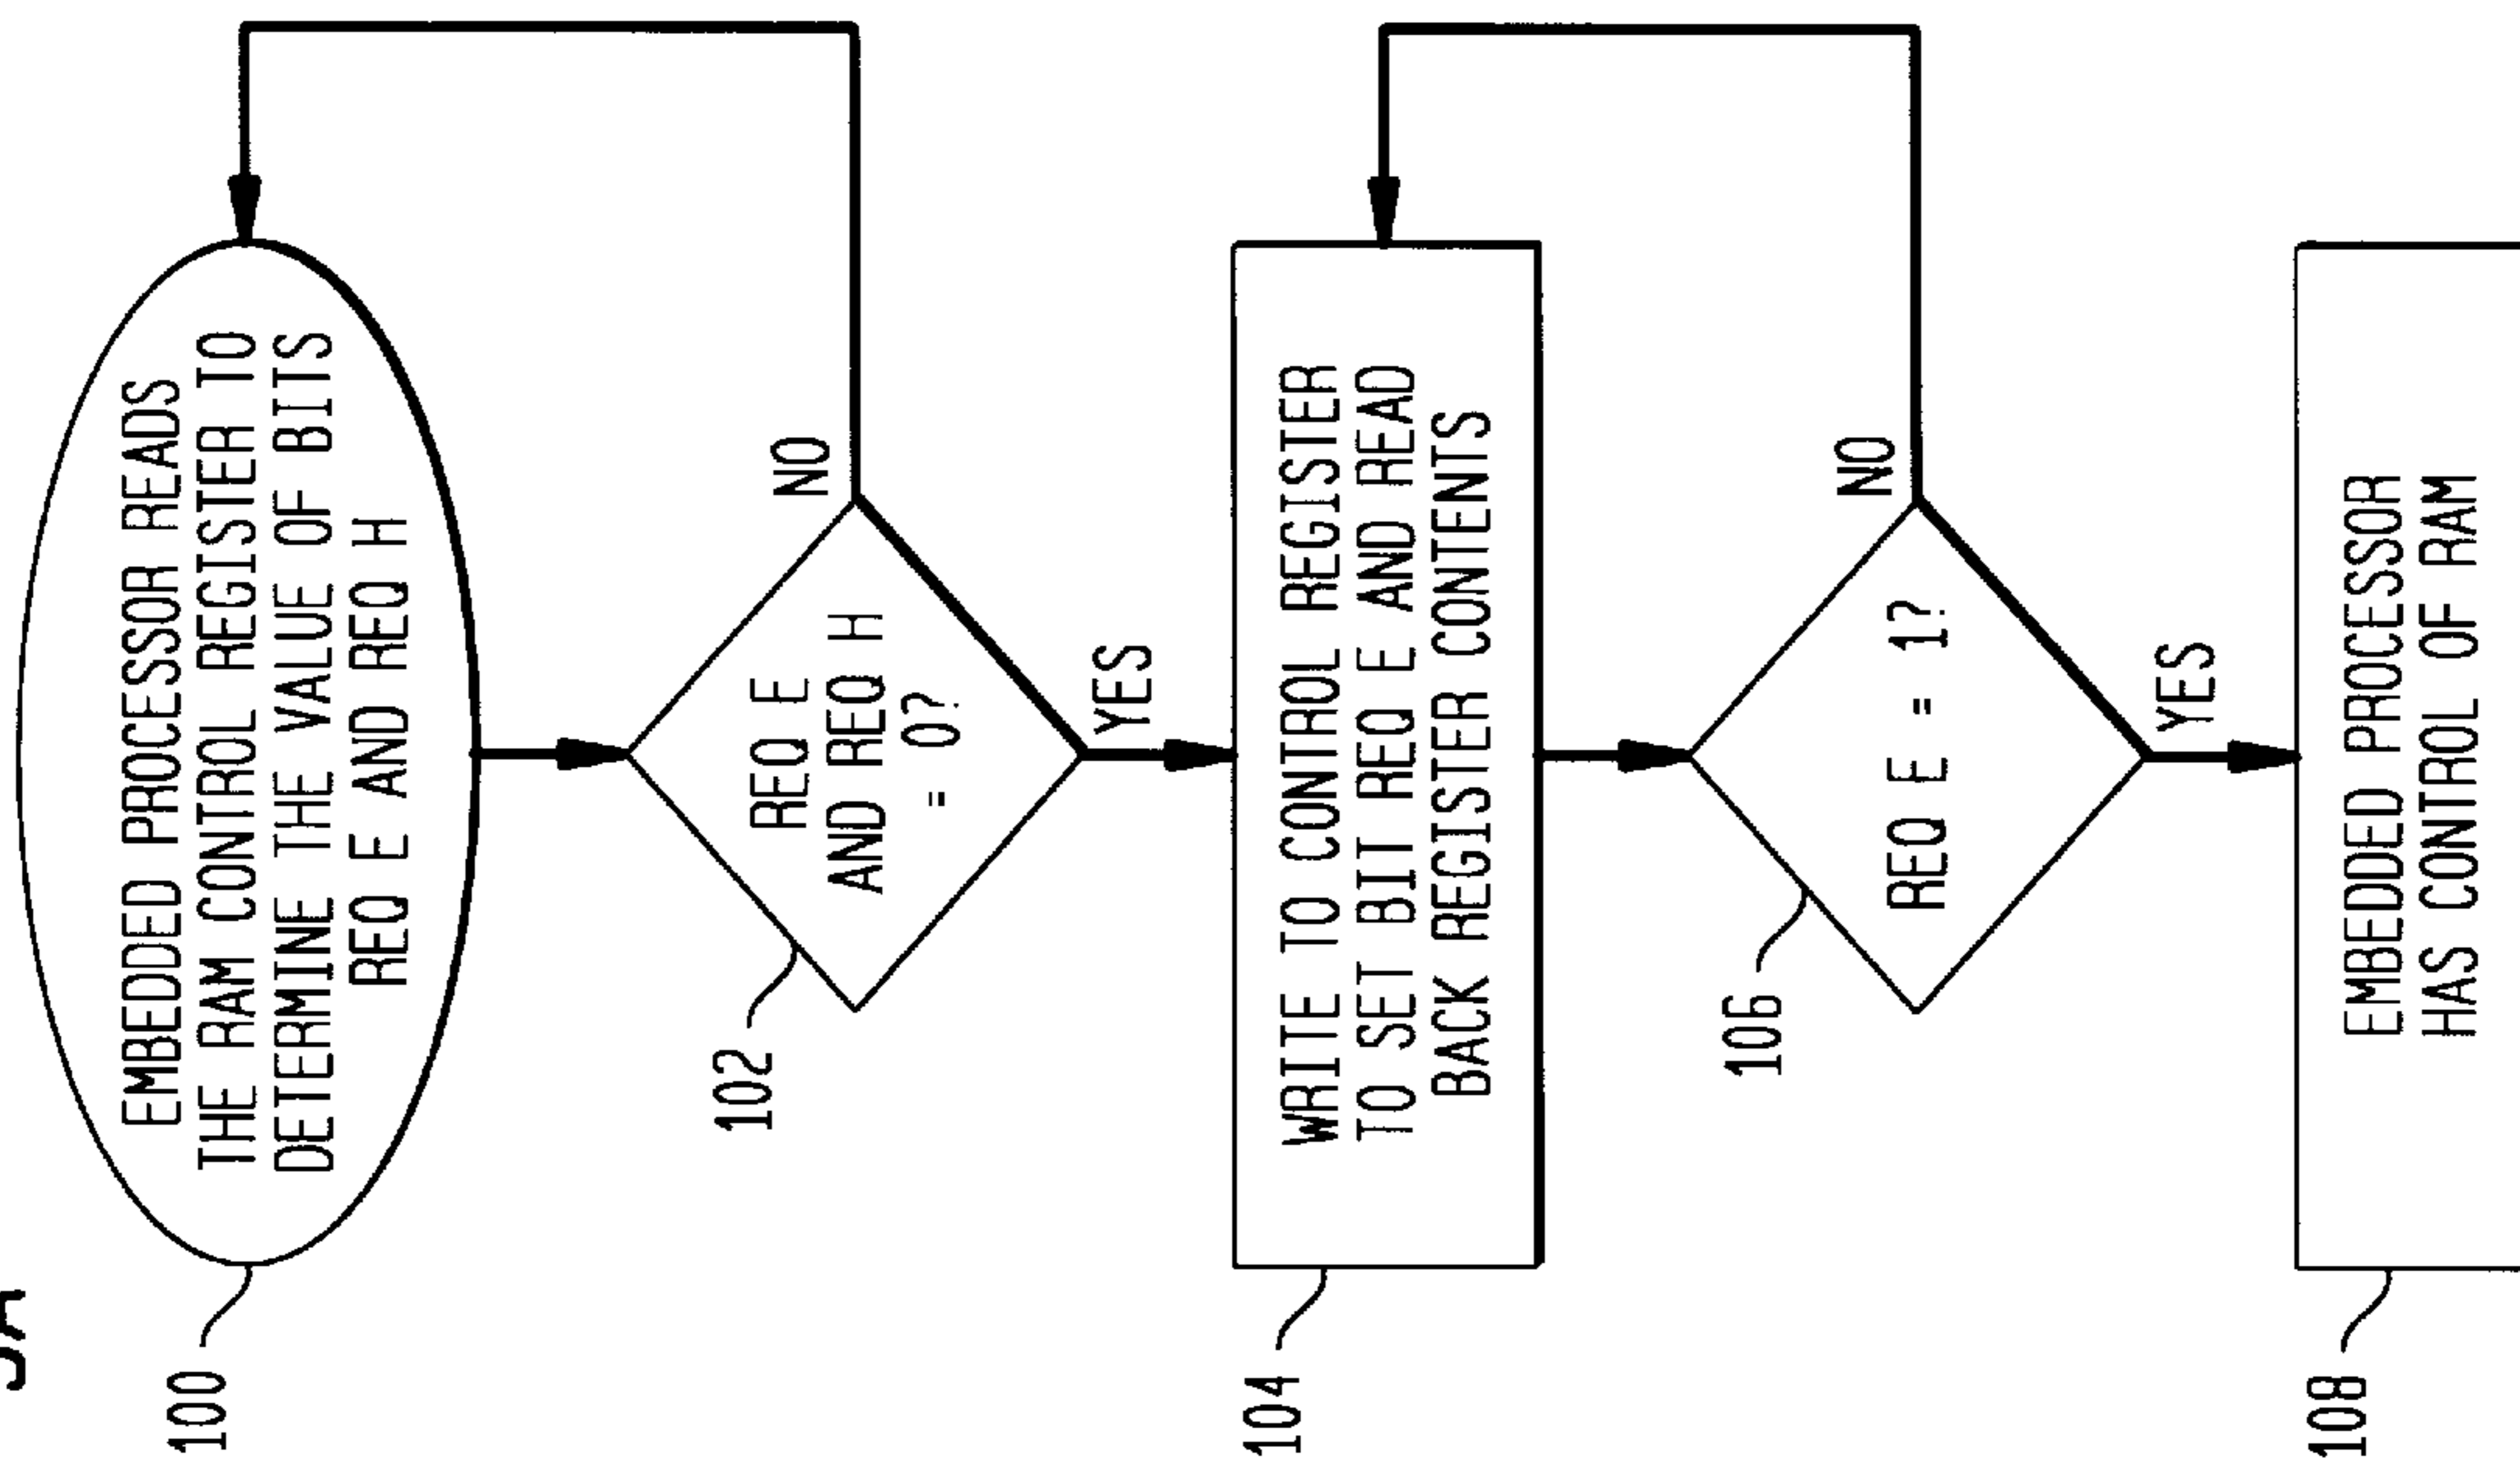 100
EMBEDDED PROCESSOR READS
THE RAM CONTROL REGISTER TO
DETERMINE THE VALUE OF BITS
REQ E AND REQ H
102
REQ E
AND REQ H
= 0?
NO
YES
104
WRITE TO CONTROL REGISTER
TO SET BIT REQ E AND READ
BACK REGISTER CONTENTS
106
REQ E = 1?
NO
YES
108
EMBEDDED PROCESSOR
HAS CONTROL OF RAM